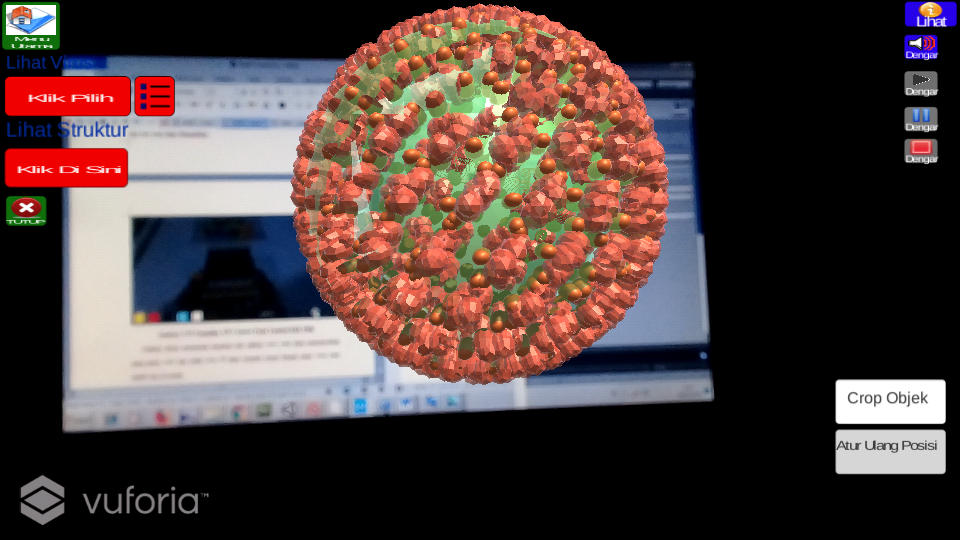 Menu
Utama
Lihat Virus
Klik Pilih
Lihat Struktur
Klik Di Sini
TUTUP
Lihat
Dengar
Dengar
Dengar
Dengar
Crop Objek
Atur Ulang Posisi
vuforia™